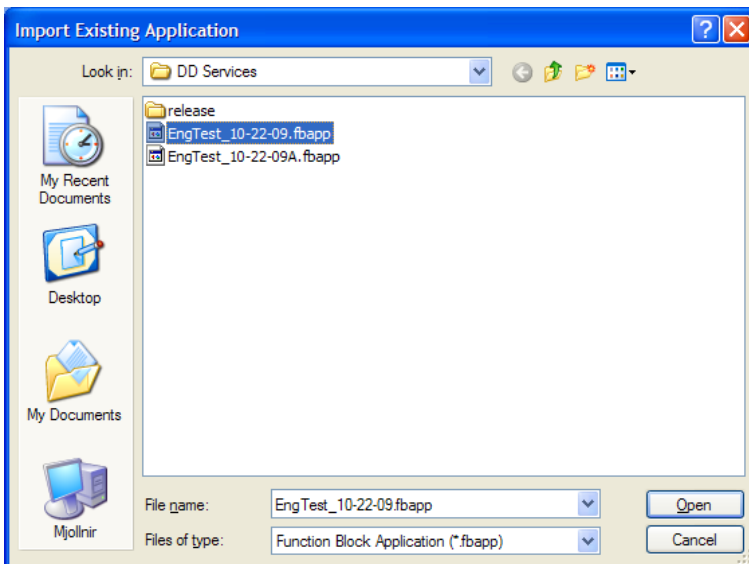 Import Existing Application
?
X
Look in: DD Services
release
EngTest_10-22-09.fbapp
EngTest_10-22-09A.fbapp
My Recent
Documents
Desktop
My Documents
Mjollnir
File name: EngTest_10-22-09.fbapp Open
Files of type: Function Block Application (*.fbapp) Cancel